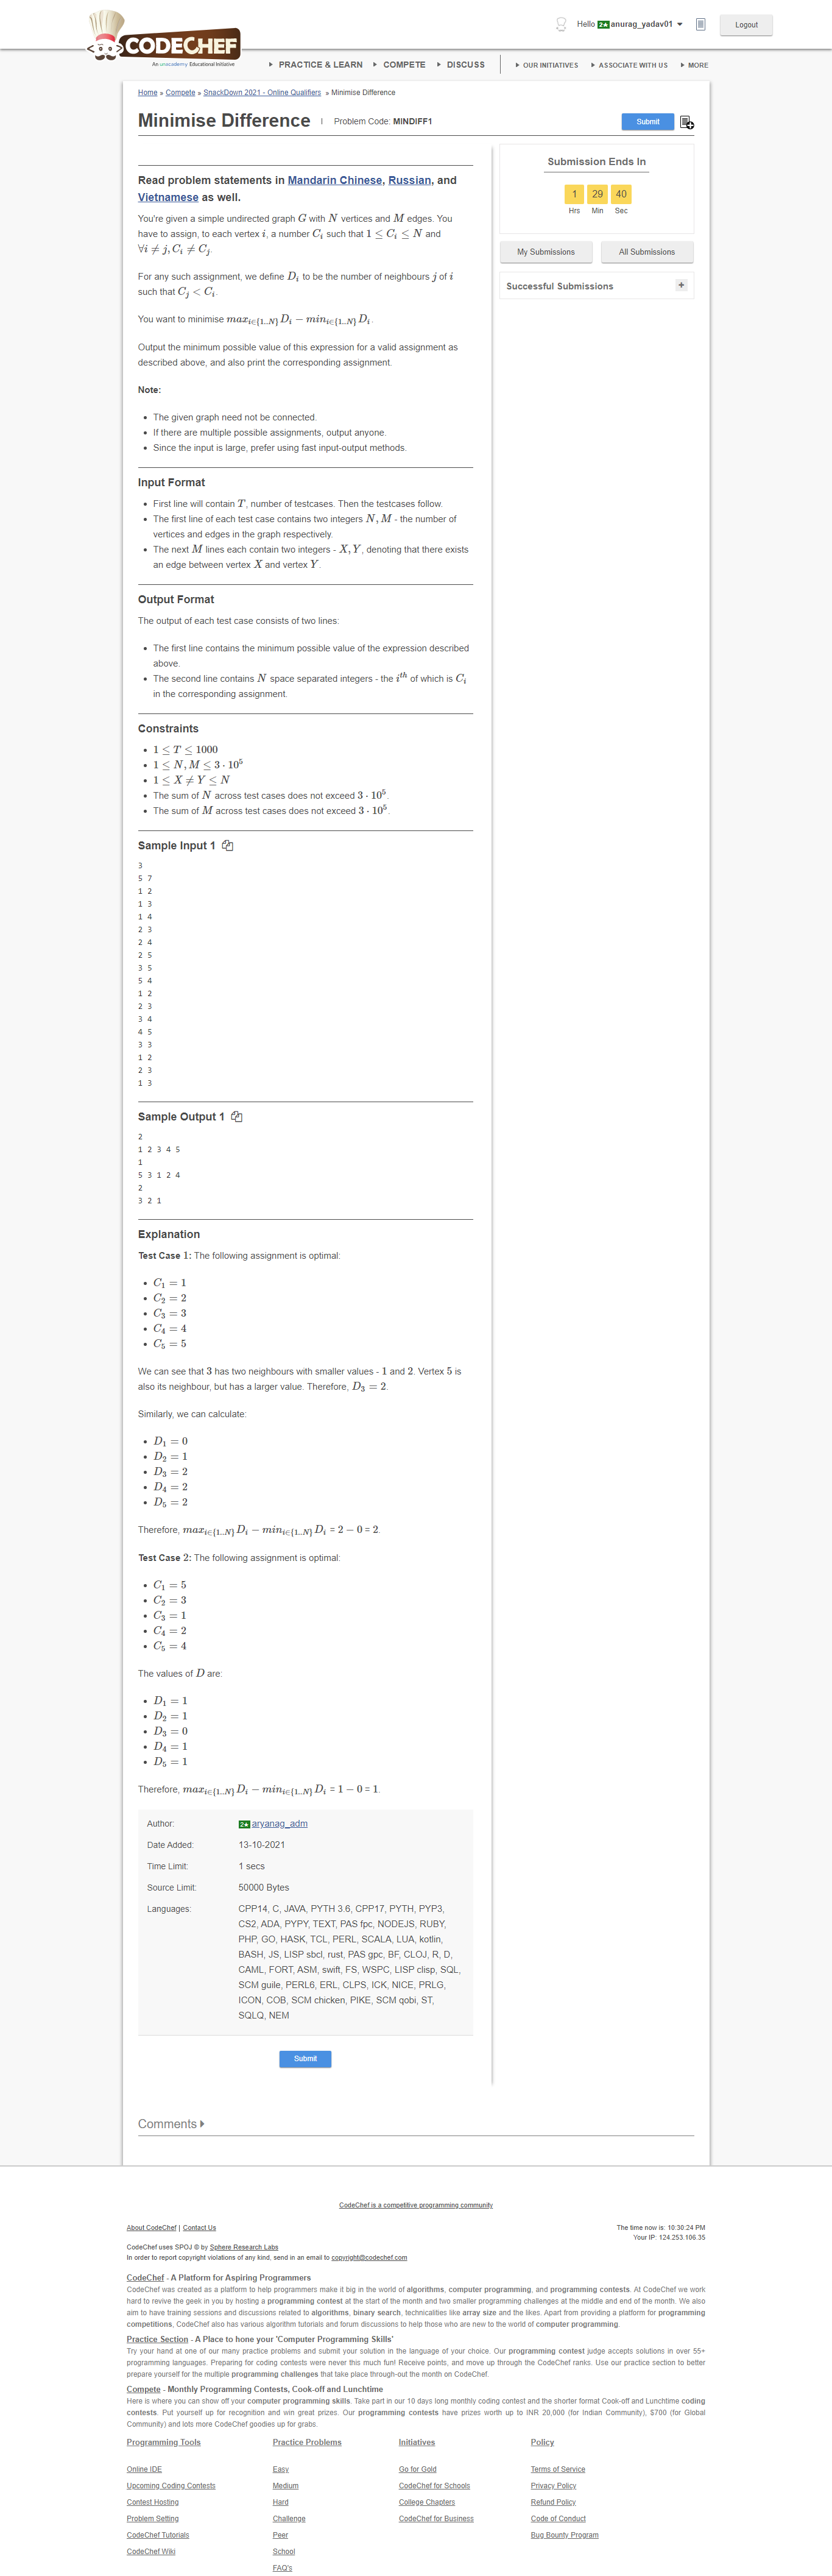 Hello 2★ anurag_yadav01
Logout
CODECHEF
An unacademy Educational Initiative
PRACTICE & LEARN COMPETE DISCUSS OUR INITIATIVES ASSOCIATE WITH US MORE
Home » Compete » SnackDown 2021 - Online Qualifiers » Minimise Difference
Minimise Difference | Problem Code: MINDIFF1
Submit
Submission Ends In
1 29 40
Hrs Min Sec
My Submissions All Submissions
Successful Submissions +
Read problem statements in Mandarin Chinese, Russian, and
Vietnamese as well.
You're given a simple undirected graph G with N vertices and M edges. You
have to assign, to each vertex i, a number C_i such that 1 ≤ C_i ≤ N and
∀i ≠ j, C_i ≠ C_j.
For any such assignment, we define D_i to be the number of neighbours j of i
such that C_j < C_i.
You want to minimise max_{i∈{1..N}} D_i − min_{i∈{1..N}} D_i.
Output the minimum possible value of this expression for a valid assignment as
described above, and also print the corresponding assignment.
Note:
• The given graph need not be connected.
• If there are multiple possible assignments, output anyone.
• Since the input is large, prefer using fast input-output methods.
Input Format
• First line will contain T, number of testcases. Then the testcases follow.
• The first line of each test case contains two integers N, M - the number of
vertices and edges in the graph respectively.
• The next M lines each contain two integers - X, Y, denoting that there exists
an edge between vertex X and vertex Y.
Output Format
The output of each test case consists of two lines:
• The first line contains the minimum possible value of the expression described
above.
• The second line contains N space separated integers - the i^th of which is C_i
in the corresponding assignment.
Constraints
• 1 ≤ T ≤ 1000
• 1 ≤ N, M ≤ 3 · 10^5
• 1 ≤ X ≠ Y ≤ N
• The sum of N across test cases does not exceed 3 · 10^5.
• The sum of M across test cases does not exceed 3 · 10^5.
Sample Input 1
3
5 7
1 2
1 3
1 4
2 3
2 4
2 5
3 5
5 4
1 2
2 3
3 4
4 5
3 3
1 2
2 3
1 3
Sample Output 1
2
1 2 3 4 5
1
5 3 1 2 4
2
3 2 1
Explanation
Test Case 1: The following assignment is optimal:
• C_1 = 1
• C_2 = 2
• C_3 = 3
• C_4 = 4
• C_5 = 5
We can see that 3 has two neighbours with smaller values - 1 and 2. Vertex 5 is
also its neighbour, but has a larger value. Therefore, D_3 = 2.
Similarly, we can calculate:
• D_1 = 0
• D_2 = 1
• D_3 = 2
• D_4 = 2
• D_5 = 2
Therefore, max_{i∈{1..N}} D_i − min_{i∈{1..N}} D_i = 2 − 0 = 2.
Test Case 2: The following assignment is optimal:
• C_1 = 5
• C_2 = 3
• C_3 = 1
• C_4 = 2
• C_5 = 4
The values of D are:
• D_1 = 1
• D_2 = 1
• D_3 = 0
• D_4 = 1
• D_5 = 1
Therefore, max_{i∈{1..N}} D_i − min_{i∈{1..N}} D_i = 1 − 0 = 1.
Author: 2★ aryanag_adm
Date Added: 13-10-2021
Time Limit: 1 secs
Source Limit: 50000 Bytes
Languages: CPP14, C, JAVA, PYTH 3.6, CPP17, PYTH, PYP3,
CS2, ADA, PYPY, TEXT, PAS fpc, NODEJS, RUBY,
PHP, GO, HASK, TCL, PERL, SCALA, LUA, kotlin,
BASH, JS, LISP sbcl, rust, PAS gpc, BF, CLOJ, R, D,
CAML, FORT, ASM, swift, FS, WSPC, LISP clisp, SQL,
SCM guile, PERL6, ERL, CLPS, ICK, NICE, PRLG,
ICON, COB, SCM chicken, PIKE, SCM qobi, ST,
SQLQ, NEM
Submit
Comments
CodeChef is a competitive programming community
About CodeChef | Contact Us The time now is: 10:30:24 PM
Your IP: 124.253.106.35
CodeChef uses SPOJ © by Sphere Research Labs
In order to report copyright violations of any kind, send in an email to copyright@codechef.com
CodeChef - A Platform for Aspiring Programmers
CodeChef was created as a platform to help programmers make it big in the world of algorithms, computer programming, and programming contests. At CodeChef we work
hard to revive the geek in you by hosting a programming contest at the start of the month and two smaller programming challenges at the middle and end of the month. We also
aim to have training sessions and discussions related to algorithms, binary search, technicalities like array size and the likes. Apart from providing a platform for programming
competitions, CodeChef also has various algorithm tutorials and forum discussions to help those who are new to the world of computer programming.
Practice Section - A Place to hone your 'Computer Programming Skills'
Try your hand at one of our many practice problems and submit your solution in the language of your choice. Our programming contest judge accepts solutions in over 55+
programming languages. Preparing for coding contests were never this much fun! Receive points, and move up through the CodeChef ranks. Use our practice section to better
prepare yourself for the multiple programming challenges that take place through-out the month on CodeChef.
Compete - Monthly Programming Contests, Cook-off and Lunchtime
Here is where you can show off your computer programming skills. Take part in our 10 days long monthly coding contest and the shorter format Cook-off and Lunchtime coding
contests. Put yourself up for recognition and win great prizes. Our programming contests have prizes worth up to INR 20,000 (for Indian Community), $700 (for Global
Community) and lots more CodeChef goodies up for grabs.
Programming Tools Practice Problems Initiatives Policy
Online IDE Easy Go for Gold Terms of Service
Upcoming Coding Contests Medium CodeChef for Schools Privacy Policy
Contest Hosting Hard College Chapters Refund Policy
Problem Setting Challenge CodeChef for Business Code of Conduct
CodeChef Tutorials Peer Bug Bounty Program
CodeChef Wiki School
FAQ's